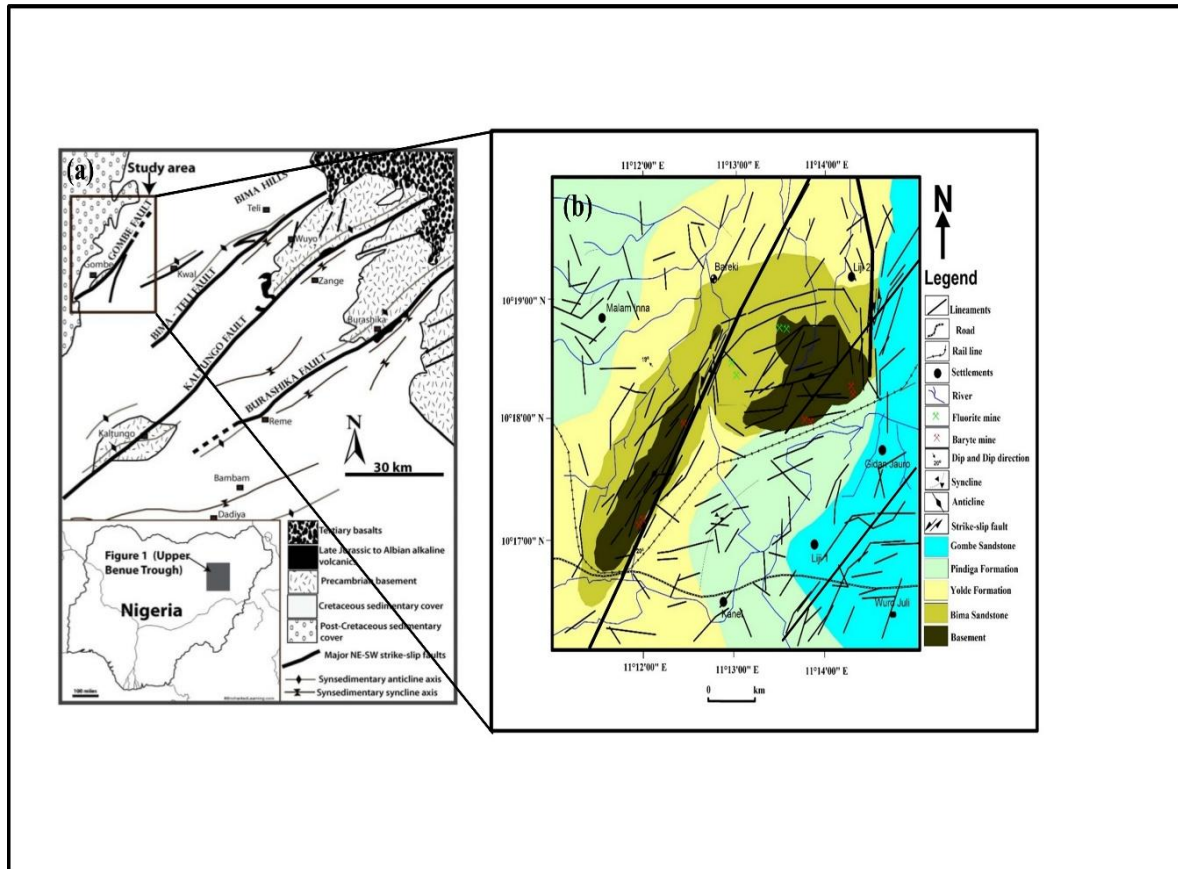 (a)
Study area
BIMA HILLS
Teli
GOMBE FAULT
Gombe
Kwal
Wuyo
Zange
BIMA - TELI FAULT
Burashika
KALTUNGO FAULT
BURASHIKA FAULT
Reme
Kaltungo
N
30 km
Bambam
Dadiya
Figure 1 (Upper
Benue Trough)
Nigeria
100 miles
Tertiary basalts
Late Jurassic to Albian alkaline
volcanics
Precambrian basement
Cretaceous sedimentary cover
Post-Cretaceous sedimentary
cover
Major NE-SW strike-slip faults
Synsedimentary anticline axis
Synsedimentary syncline axis
11°12'00" E
11°13'00" E
11°14'00" E
(b)
Bareki
Liji-2
10°19'00" N
Malam Inna
10°18'00" N
Gidan Jauro
10°17'00" N
Liji-1
Wuro Juli
11°12'00" E
11°13'00" E
11°14'00" E
0 km
N
Legend
Lineaments
Road
Rail line
Settlements
River
Fluorite mine
Baryte mine
20°
Dip and Dip direction
Syncline
Anticline
Strike-slip fault
Gombe Sandstone
Pindiga Formation
Yolde Formation
Bima Sandstone
Basement